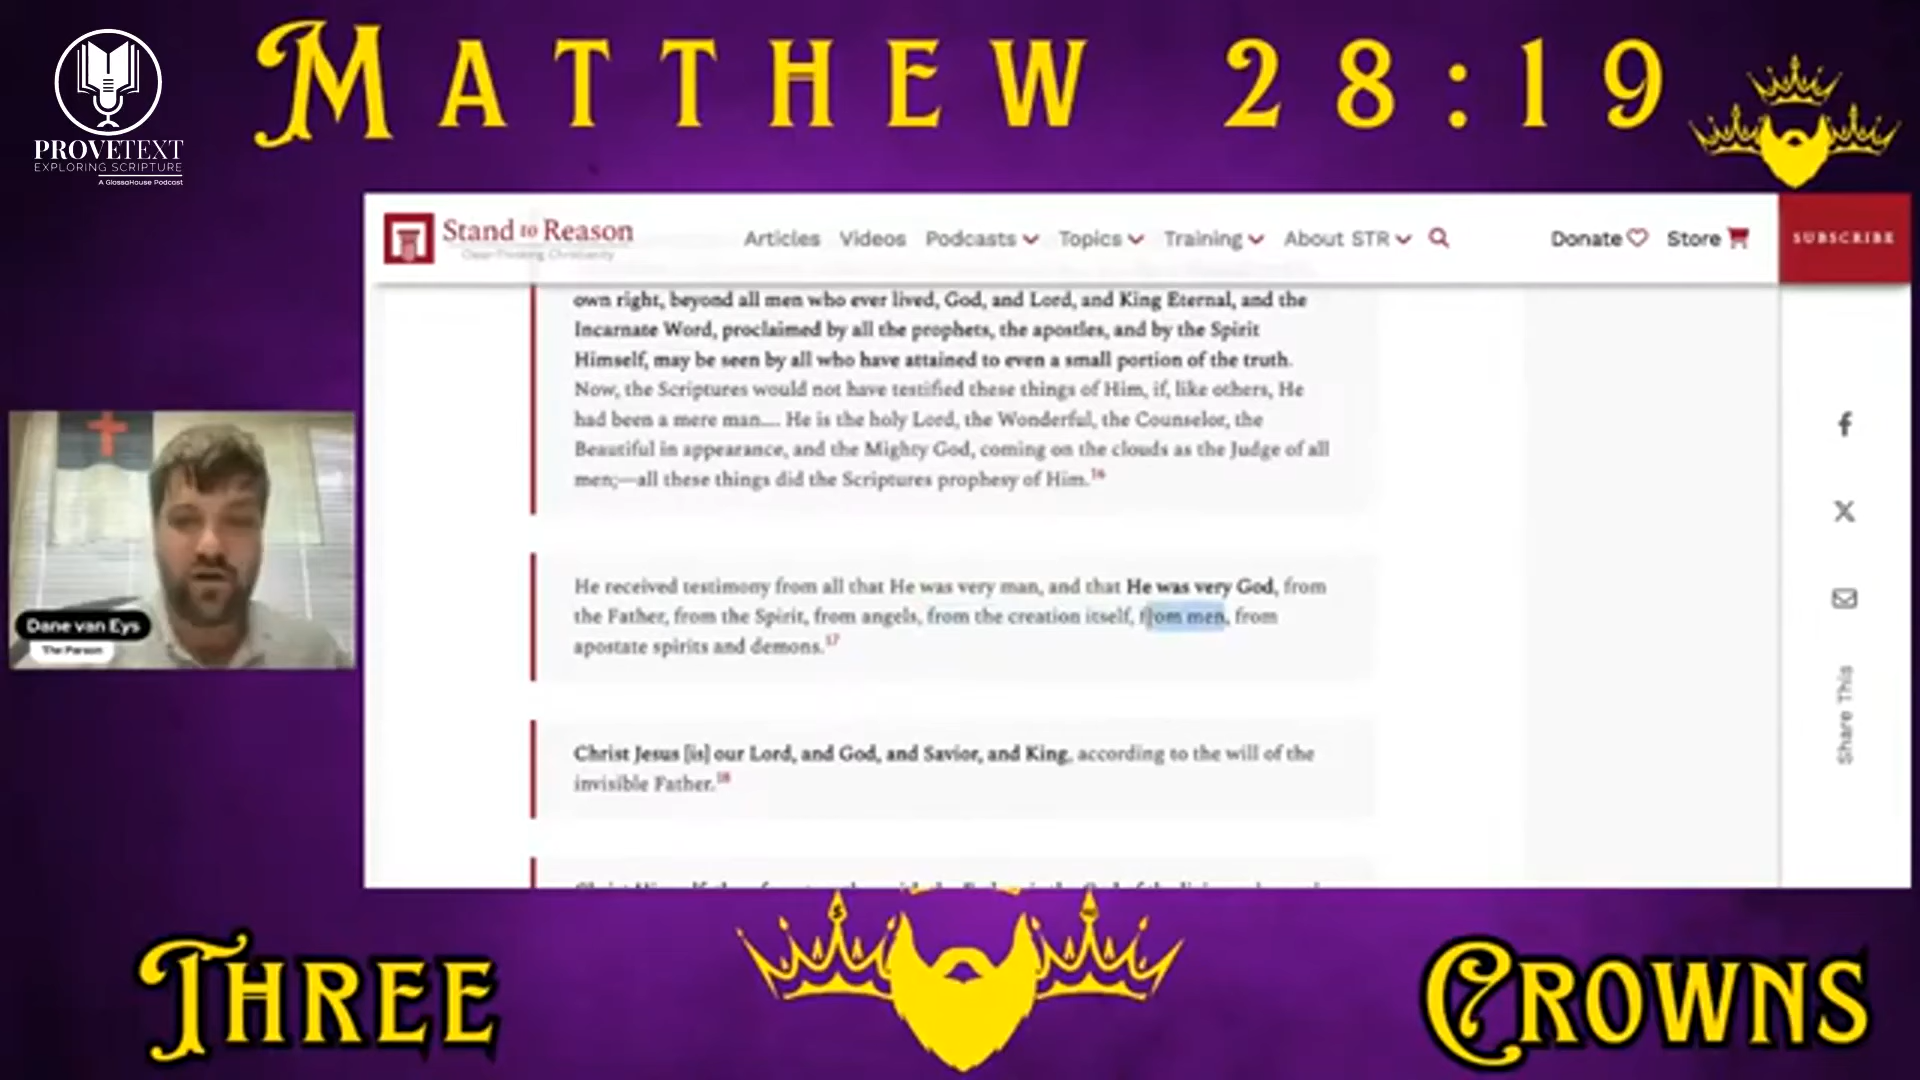 MATTHEW 28:19
PROVETEXT
EXPLORING SCRIPTURE
A GlossaHouse Podcast
Stand to Reason
Clear-Thinking Christianity
Articles Videos Podcasts Topics Training About STR Donate Store SUBSCRIBE
own right, beyond all men who ever lived, God, and Lord, and King Eternal, and the
Incarnate Word, proclaimed by all the prophets, the apostles, and by the Spirit
Himself, may be seen by all who have attained to even a small portion of the truth.
Now, the Scriptures would not have testified these things of Him, if, like others, He
had been a mere man.... He is the holy Lord, the Wonderful, the Counselor, the
Beautiful in appearance, and the Mighty God, coming on the clouds as the Judge of all
men;—all these things did the Scriptures prophesy of Him.16
He received testimony from all that He was very man, and that He was very God, from
the Father, from the Spirit, from angels, from the creation itself, from men, from
apostate spirits and demons.17
Christ Jesus [is] our Lord, and God, and Savior, and King, according to the will of the
invisible Father.18
Share This
Dane van Eys
The Parson
THREE CROWNS